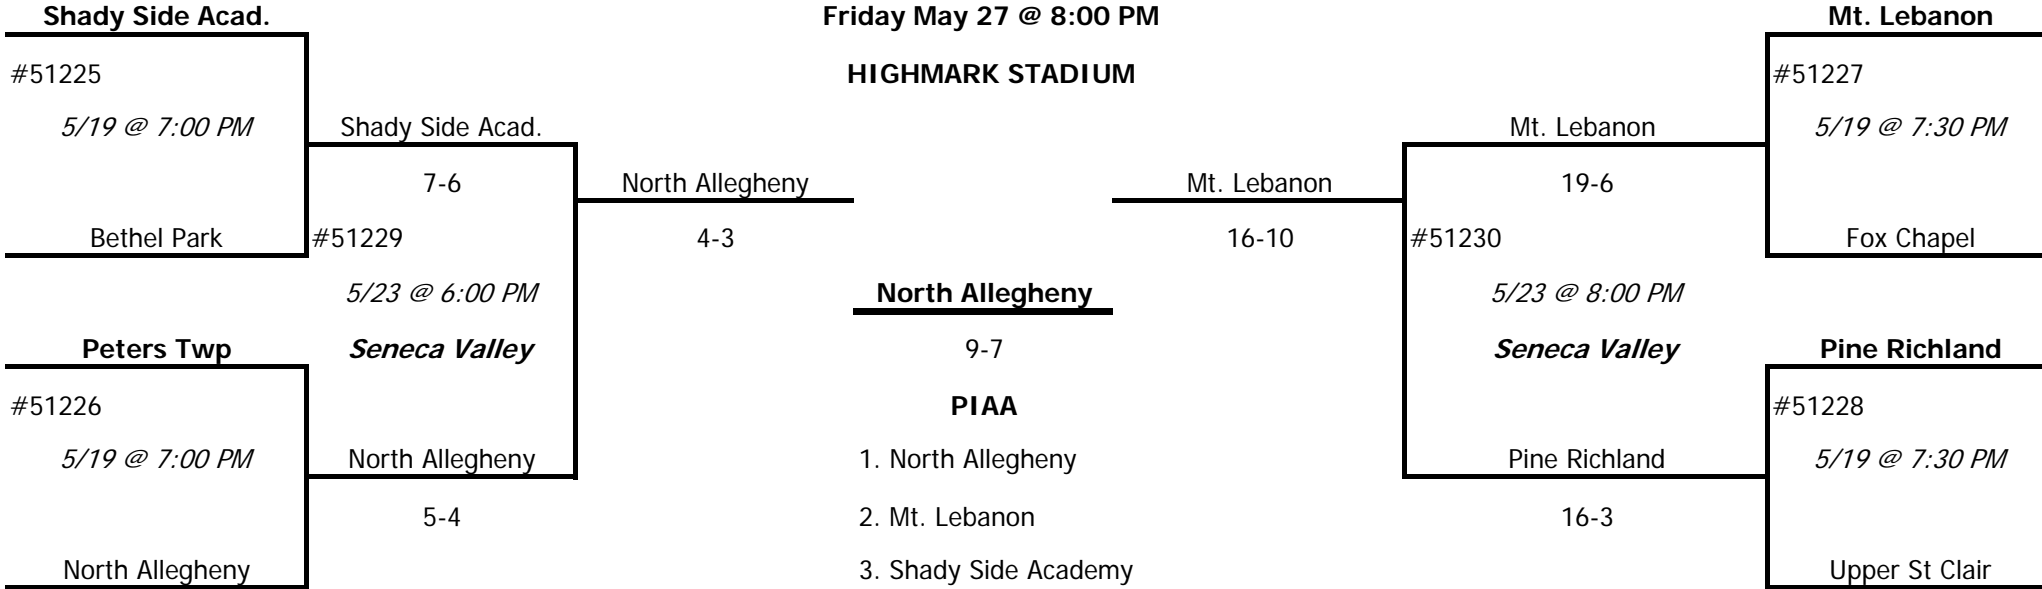 Shady Side Acad.
Friday May 27 @ 8:00 PM
Mt. Lebanon
#51225
HIGHMARK STADIUM
#51227
5/19 @ 7:00 PM
Shady Side Acad.
Mt. Lebanon
5/19 @ 7:30 PM
7-6
North Allegheny
Mt. Lebanon
19-6
Bethel Park
#51229
4-3
16-10
#51230
Fox Chapel
5/23 @ 6:00 PM
North Allegheny
5/23 @ 8:00 PM
Peters Twp
Seneca Valley
9-7
Seneca Valley
Pine Richland
#51226
PIAA
#51228
5/19 @ 7:00 PM
North Allegheny
1. North Allegheny
Pine Richland
5/19 @ 7:30 PM
5-4
2. Mt. Lebanon
16-3
North Allegheny
3. Shady Side Academy
Upper St Clair